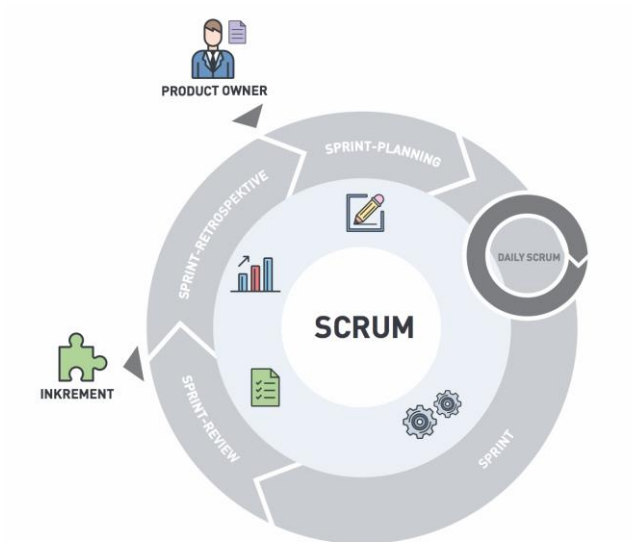 PRODUCT OWNER
SPRINT-PLANNING
SPRINT-RETROSPEKTIVE
DAILY SCRUM
SCRUM
INKREMENT
SPRINT-REVIEW
SPRINT